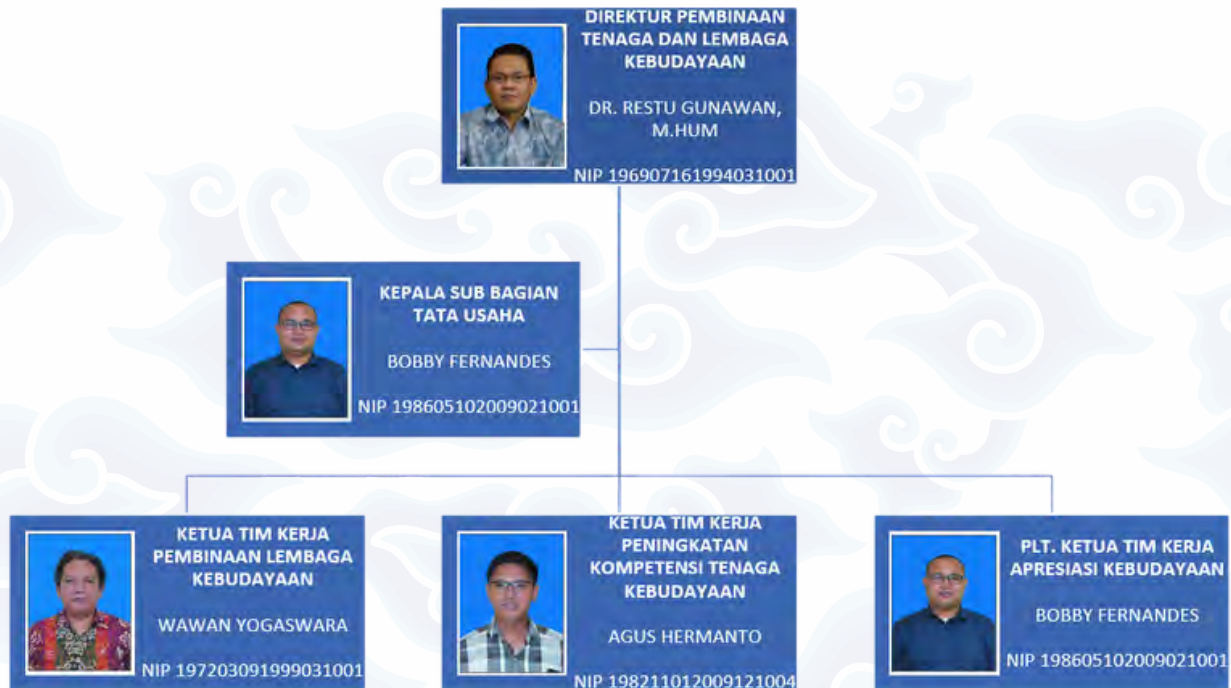 DIREKTUR PEMBINAAN
TENAGA DAN LEMBAGA
KEBUDAYAAN
DR. RESTU GUNAWAN,
M.HUM
NIP 196907161994031001
KEPALA SUB BAGIAN
TATA USAHA
BOBBY FERNANDES
NIP 198605102009021001
KETUA TIM KERJA
PEMBINAAN LEMBAGA
KEBUDAYAAN
WAWAN YOGASWARA
NIP 197203091999031001
KETUA TIM KERJA
PENINGKATAN
KOMPETENSI TENAGA
KEBUDAYAAN
AGUS HERMANTO
NIP 198211012009121004
PLT. KETUA TIM KERJA
APRESIASI KEBUDAYAAN
BOBBY FERNANDES
NIP 198605102009021001